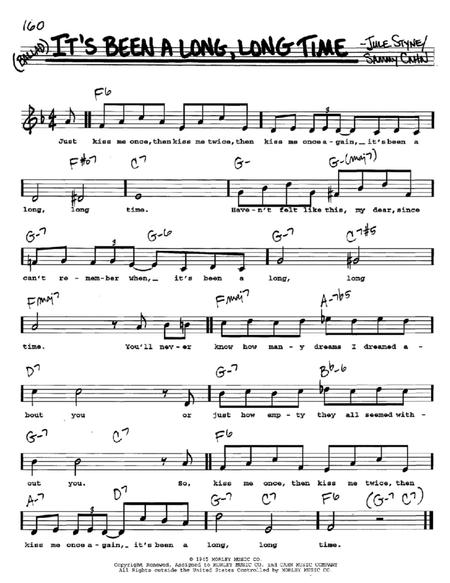 160
(BALLAD)
IT'S BEEN A LONG, LONG TIME
-JULE STYNE/
SAMMY CAHN
F6
Just kiss me once,then kiss me twice,then kiss me once a-gain,_ it's been a
F#o7 C7 G- G-(maj7)
long, long time. Have-n't felt like this, my dear,since
G-7 G-6 G-7 C7#5
can't re-mem-ber when,_ it's been a long, long
Fmaj7 Fmaj7 A-7b5
time. You'll nev-er know how man-y dreams I dreamed a-
D7 G-7 Bb-6
bout you or just how emp-ty they all seemed with-
G-7 C7 F6
out you. So, kiss me once, then kiss me twice, then
A-7 D7 G-7 C7 F6 (G-7 C7)
kiss me once a-gain,_ it's been a long, long time.
© 1945 MORLEY MUSIC CO.
Copyright Renewed, Assigned to MORLEY MUSIC CO. and CAHN MUSIC COMPANY
All rights outside the United States Controlled by MORLEY MUSIC CO.